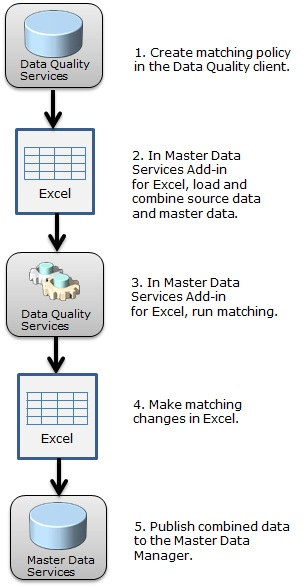 Data Quality
Services
1. Create matching policy
in the Data Quality client.
Excel
2. In Master Data
Services Add-in
for Excel, load and
combine source data
and master data.
Data Quality
Services
3. In Master Data
Services Add-in
for Excel, run matching.
Excel
4. Make matching
changes in Excel.
Master Data
Services
5. Publish combined data
to the Master Data
Manager.